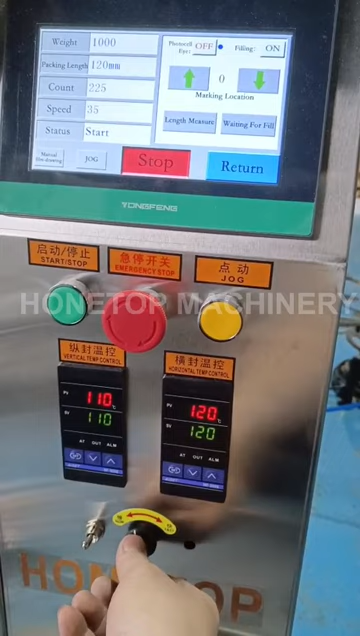 Weight 1000
Packing Length 120mm
Count 225
Speed 35
Status Start
Photocell Eye: OFF Filling: ON
0
Marking Location
Length Measure Waiting For Fill
Manual film drawing JOG Stop Return
YONGFENG
启动/停止
START/STOP
急停开关
EMERGENCY STOP
点动
JOG
HONETOP MACHINERY
纵封温控
VERTICAL TEMP CONTROL
横封温控
HORIZONTAL TEMP CONTROL
PV 110 ℃
SV 110
AT OUT ALM
PV 120 ℃
SV 120
AT OUT ALM
HONETOP